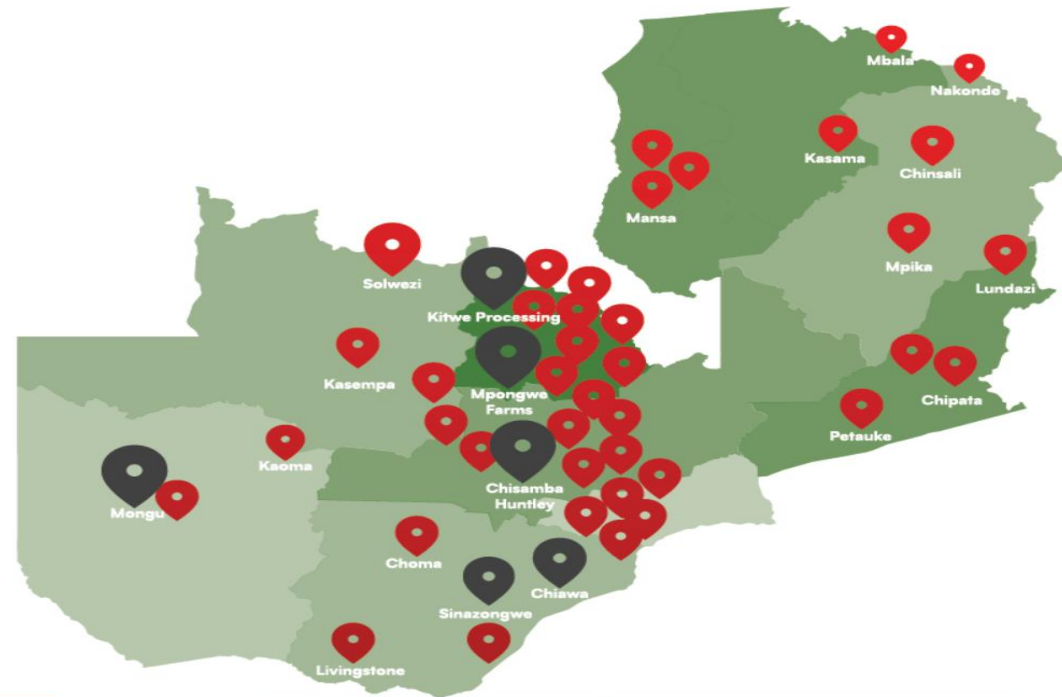 Mbala
Nakonde
Kasama
Chinsali
Mansa
Mpika
Solwezi
Lundazi
Kitwe Processing
Kasempa
Mpongwe
Farms
Chipata
Petauke
Kaoma
Chisamba
Huntley
Mongu
Choma
Chiawa
Sinazongwe
Livingstone